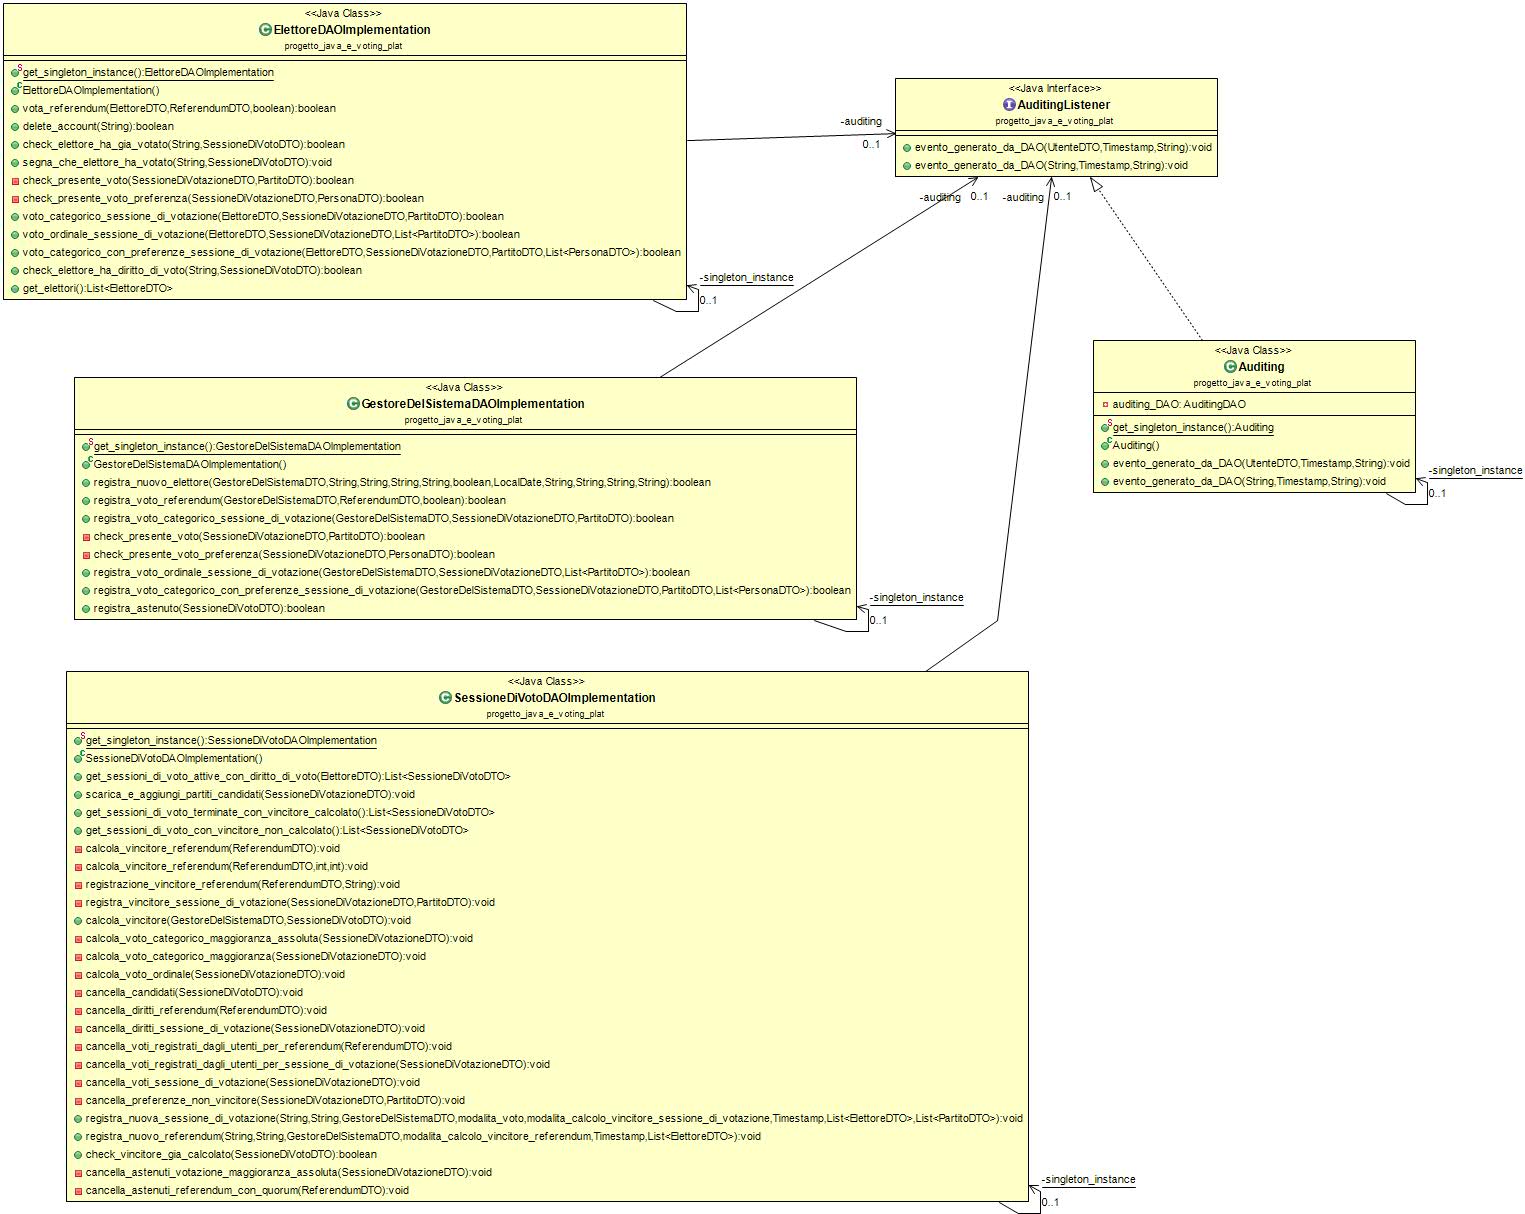 <<Java Class>>
ElettoreDAOImplementation
progetto_java_e_voting_plat
get_singleton_instance():ElettoreDAOImplementation
ElettoreDAOImplementation()
vota_referendum(ElettoreDTO,ReferendumDTO,boolean):boolean
delete_account(String):boolean
check_elettore_ha_gia_votato(String,SessioneDiVotoDTO):boolean
segna_che_elettore_ha_votato(String,SessioneDiVotoDTO):void
check_presente_voto(SessioneDiVotazioneDTO,PartitoDTO):boolean
check_presente_voto_preferenza(SessioneDiVotazioneDTO,PersonaDTO):boolean
voto_categorico_sessione_di_votazione(ElettoreDTO,SessioneDiVotazioneDTO,PartitoDTO):boolean
voto_ordinale_sessione_di_votazione(ElettoreDTO,SessioneDiVotazioneDTO,List<PartitoDTO>):boolean
voto_categorico_con_preferenze_sessione_di_votazione(ElettoreDTO,SessioneDiVotazioneDTO,PartitoDTO,List<PersonaDTO>):boolean
check_elettore_ha_diritto_di_voto(String,SessioneDiVotoDTO):boolean
get_elettori():List<ElettoreDTO>
-singleton_instance
0..1
-auditing
0..1
<<Java Interface>>
AuditingListener
progetto_java_e_voting_plat
evento_generato_da_DAO(UtenteDTO,Timestamp,String):void
evento_generato_da_DAO(String,Timestamp,String):void
-auditing 0..1
-auditing 0..1
<<Java Class>>
Auditing
progetto_java_e_voting_plat
auditing_DAO: AuditingDAO
get_singleton_instance():Auditing
Auditing()
evento_generato_da_DAO(UtenteDTO,Timestamp,String):void
evento_generato_da_DAO(String,Timestamp,String):void
-singleton_instance
0..1
<<Java Class>>
GestoreDelSistemaDAOImplementation
progetto_java_e_voting_plat
get_singleton_instance():GestoreDelSistemaDAOImplementation
GestoreDelSistemaDAOImplementation()
registra_nuovo_elettore(GestoreDelSistemaDTO,String,String,String,boolean,LocalDate,String,String,String,String):boolean
registra_voto_referendum(GestoreDelSistemaDTO,ReferendumDTO,boolean):boolean
registra_voto_categorico_sessione_di_votazione(GestoreDelSistemaDTO,SessioneDiVotazioneDTO,PartitoDTO):boolean
check_presente_voto(SessioneDiVotazioneDTO,PartitoDTO):boolean
check_presente_voto_preferenza(SessioneDiVotazioneDTO,PersonaDTO):boolean
registra_voto_ordinale_sessione_di_votazione(GestoreDelSistemaDTO,SessioneDiVotazioneDTO,List<PartitoDTO>):boolean
registra_voto_categorico_con_preferenze_sessione_di_votazione(GestoreDelSistemaDTO,SessioneDiVotazioneDTO,PartitoDTO,List<PersonaDTO>):boolean
registra_astenuto(SessioneDiVotoDTO):boolean
-singleton_instance
0..1
<<Java Class>>
SessioneDiVotoDAOImplementation
progetto_java_e_voting_plat
get_singleton_instance():SessioneDiVotoDAOImplementation
SessioneDiVotoDAOImplementation()
get_sessioni_di_voto_attive_con_diritto_di_voto(ElettoreDTO):List<SessioneDiVotoDTO>
scarica_e_aggiungi_partiti_candidati(SessioneDiVotazioneDTO):void
get_sessioni_di_voto_terminate_con_vincitore_calcolato():List<SessioneDiVotoDTO>
get_sessioni_di_voto_con_vincitore_non_calcolato():List<SessioneDiVotoDTO>
calcola_vincitore_referendum(ReferendumDTO):void
calcola_vincitore_referendum(ReferendumDTO,int,int):void
registrazione_vincitore_referendum(ReferendumDTO,String):void
registra_vincitore_sessione_di_votazione(SessioneDiVotazioneDTO,PartitoDTO):void
calcola_vincitore(GestoreDelSistemaDTO,SessioneDiVotoDTO):void
calcola_voto_categorico_maggioranza_assoluta(SessioneDiVotazioneDTO):void
calcola_voto_categorico_maggioranza(SessioneDiVotazioneDTO):void
calcola_voto_ordinale(SessioneDiVotazioneDTO):void
cancella_candidati(SessioneDiVotoDTO):void
cancella_diritti_referendum(ReferendumDTO):void
cancella_diritti_sessione_di_votazione(SessioneDiVotazioneDTO):void
cancella_voti_registrati_dagli_utenti_per_referendum(ReferendumDTO):void
cancella_voti_registrati_dagli_utenti_per_sessione_di_votazione(SessioneDiVotazioneDTO):void
cancella_voti_sessione_di_votazione(SessioneDiVotazioneDTO):void
cancella_preferenze_non_vincitore(SessioneDiVotazioneDTO,PartitoDTO):void
registra_nuova_sessione_di_votazione(String,String,GestoreDelSistemaDTO,modalita_voto,modalita_calcolo_vincitore_sessione_di_votazione,Timestamp,List<ElettoreDTO>,List<PartitoDTO>):void
registra_nuovo_referendum(String,String,GestoreDelSistemaDTO,modalita_calcolo_vincitore_referendum,Timestamp,List<ElettoreDTO>):void
check_vincitore_gia_calcolato(SessioneDiVotoDTO):boolean
cancella_astenuti_votazione_maggioranza_assoluta(SessioneDiVotazioneDTO):void
cancella_astenuti_referendum_con_quorum(ReferendumDTO):void
-singleton_instance
0..1